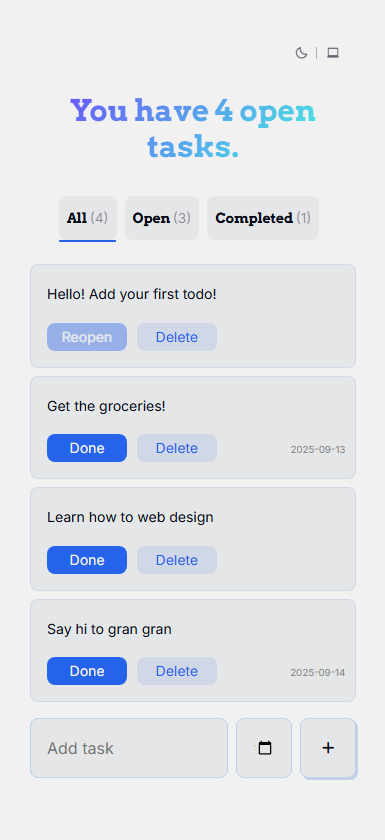 You have 4 open
tasks.
All (4) Open (3) Completed (1)
Hello! Add your first todo!
Reopen Delete
Get the groceries!
Done Delete 2025-09-13
Learn how to web design
Done Delete
Say hi to gran gran
Done Delete 2025-09-14
Add task +